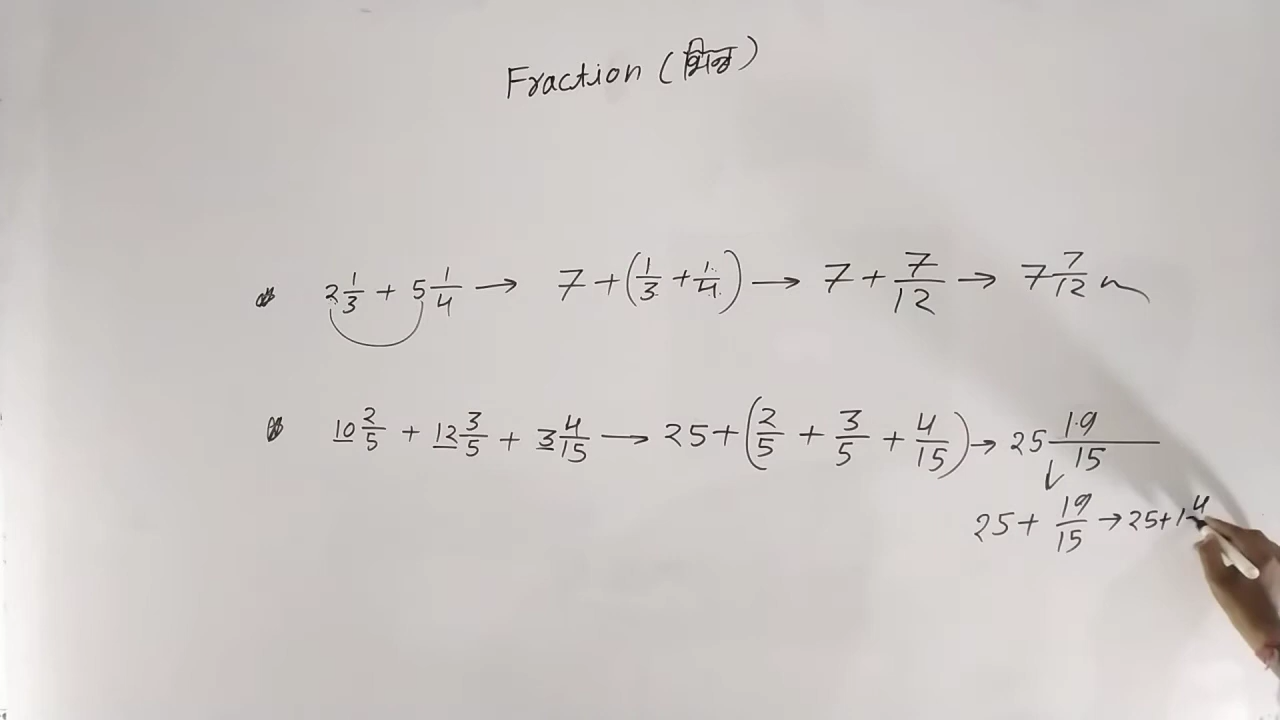 Fraction (भिन्न)
2 1/3 + 5 1/4 → 7 + (1/3 + 1/4) → 7 + 7/12 → 7 7/12
10 2/5 + 12 3/5 + 3 4/15 → 25 + (2/5 + 3/5 + 4/15) → 25 19/15
25 + 19/15 → 25 + 1 4